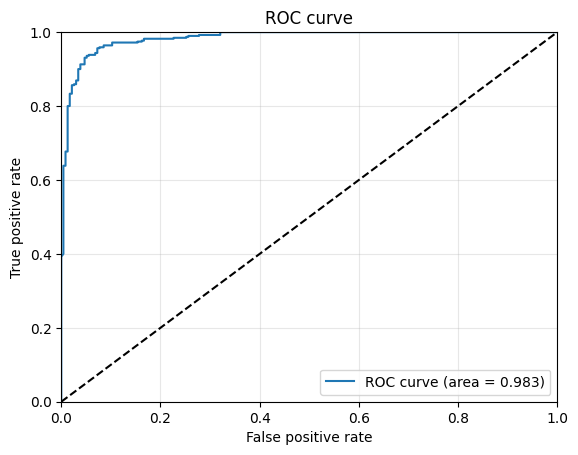 ROC curve
1.0
0.8
0.6
0.4
0.2
0.0
True positive rate
ROC curve (area = 0.983)
0.0 0.2 0.4 0.6 0.8 1.0
False positive rate